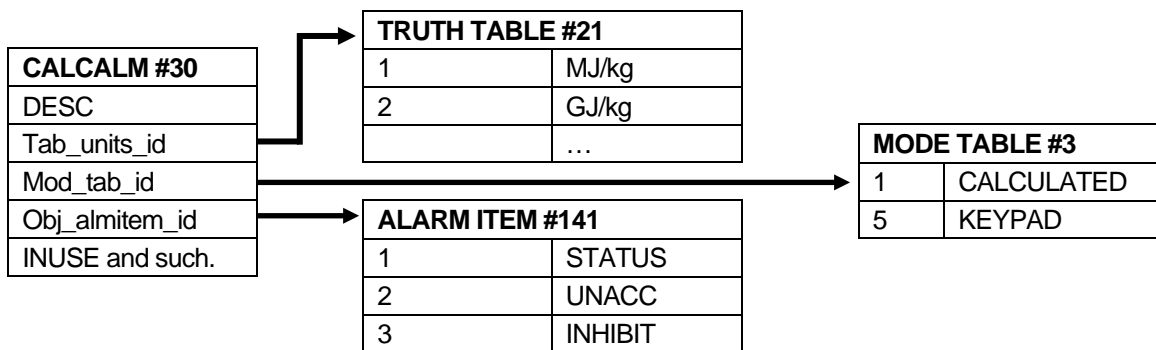 CALCALM #30
DESC
Tab_units_id
Mod_tab_id
Obj_almitem_id
INUSE and such.
TRUTH TABLE #21
1 MJ/kg
2 GJ/kg
…
ALARM ITEM #141
1 STATUS
2 UNACC
3 INHIBIT
MODE TABLE #3
1 CALCULATED
5 KEYPAD